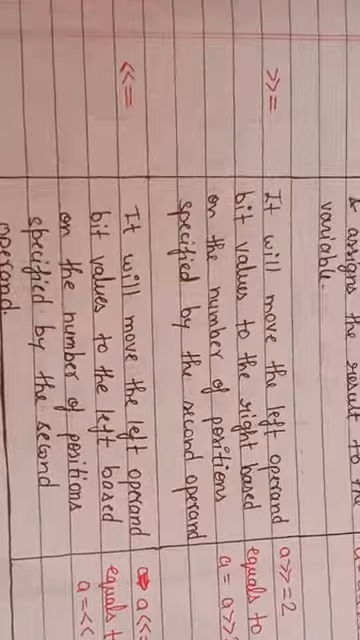 & assigns the result to the
variable.
>>=
It will move the left operand
bit values to the right based
on the number of positions
specified by the second operand
a>>=2
equals to
a= a>>
<<=
It will move the left operand
bit values to the left based
on the number of positions
specified by the second
operand.
a<<=
equals
a=<<